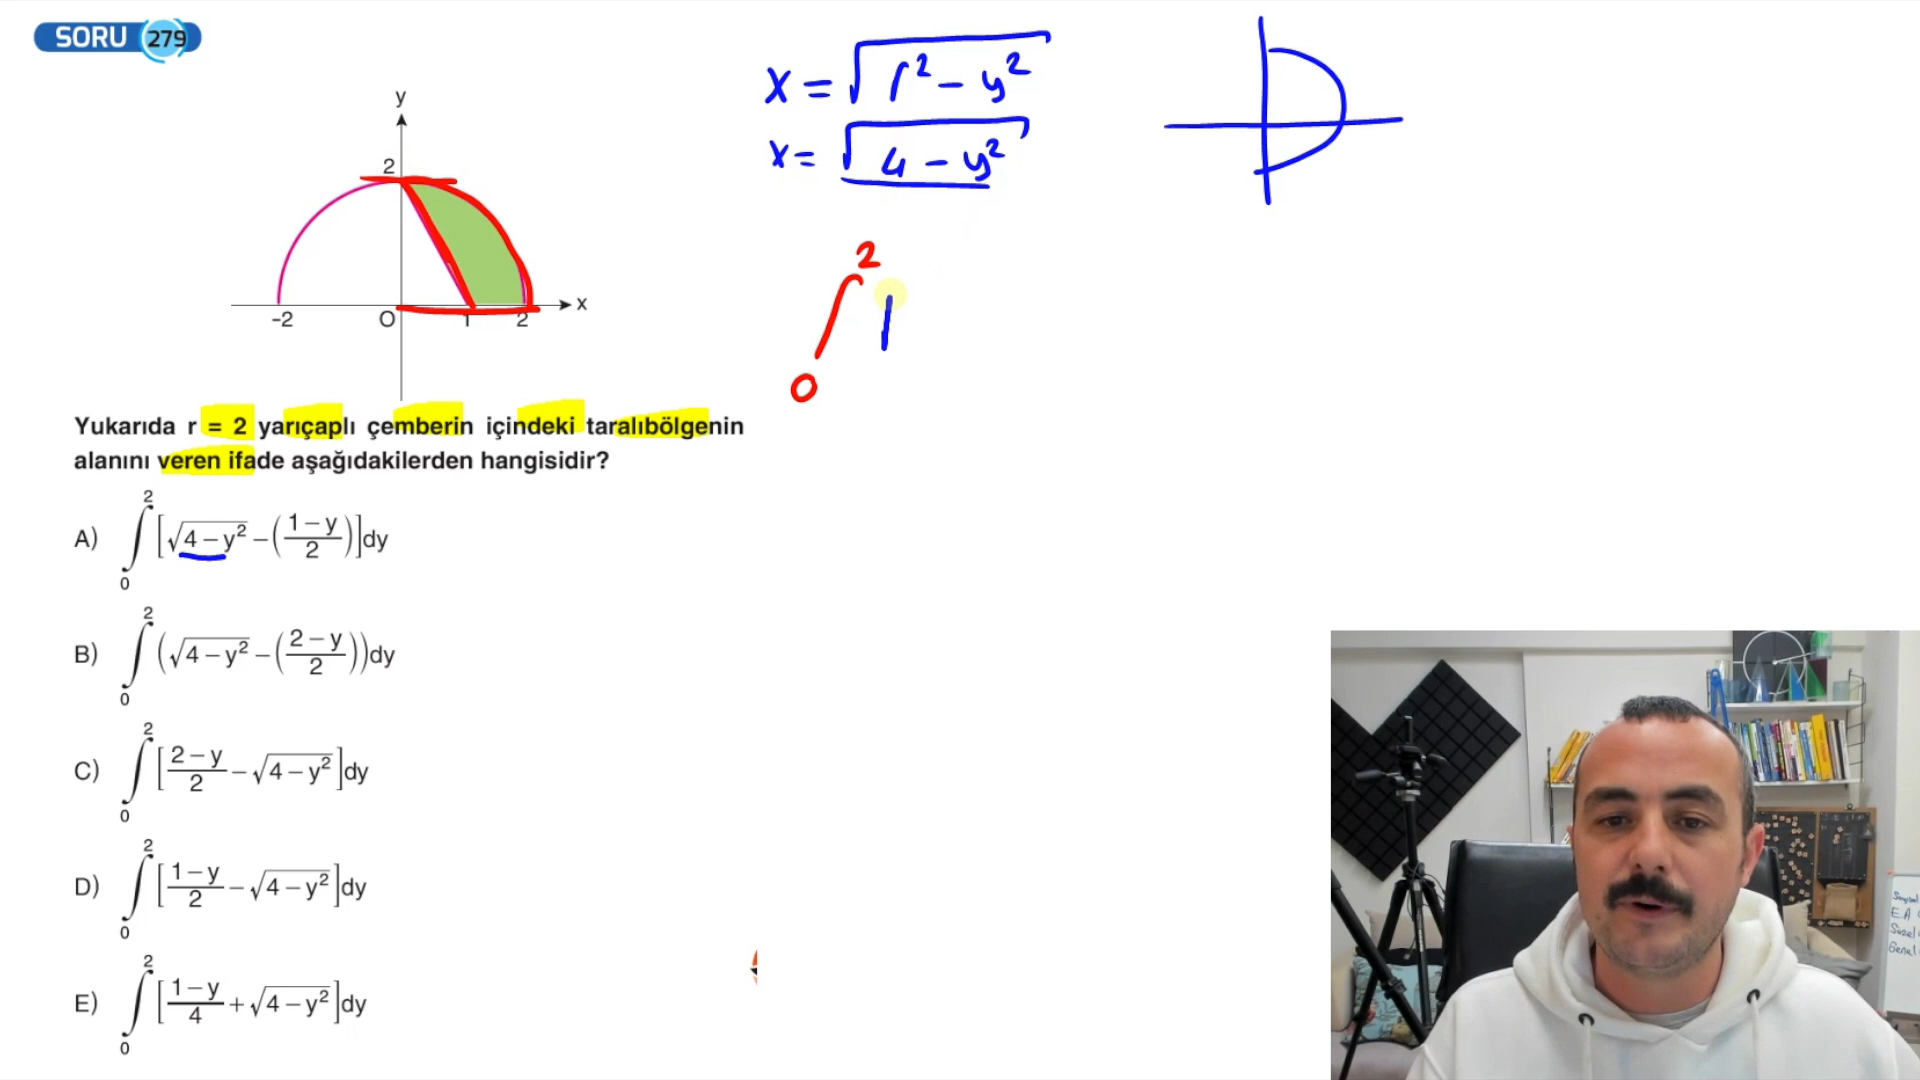 SORU 279
x = √(r² − y²)
x = √(4 − y²)
y
2
-2
O
1
2
x
2
0
Yukarıda r = 2 yarıçaplı çemberin içindeki taralıbölgenin
alanını veren ifade aşağıdakilerden hangisidir?
A) ∫₀² [√(4−y²) − ((1−y)/2)]dy
B) ∫₀² (√(4−y²) − ((2−y)/2))dy
C) ∫₀² [(2−y)/2 − √(4−y²)]dy
D) ∫₀² [(1−y)/2 − √(4−y²)]dy
E) ∫₀² [(1−y)/4 + √(4−y²)]dy